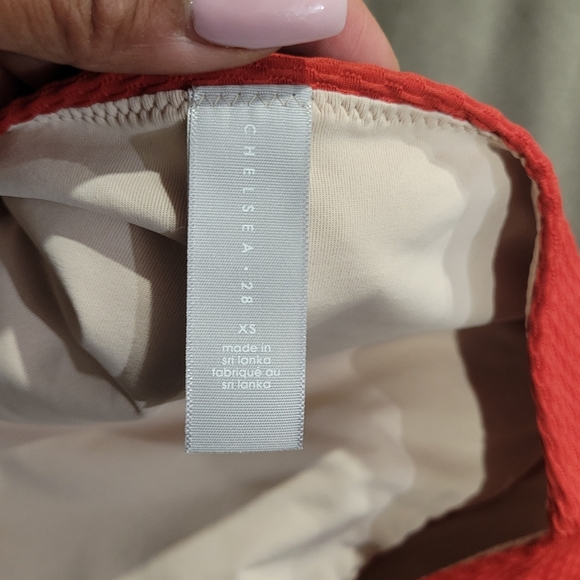 CHELSEA · 28
XS
made in
sri lanka
fabriqué au
sri lanka